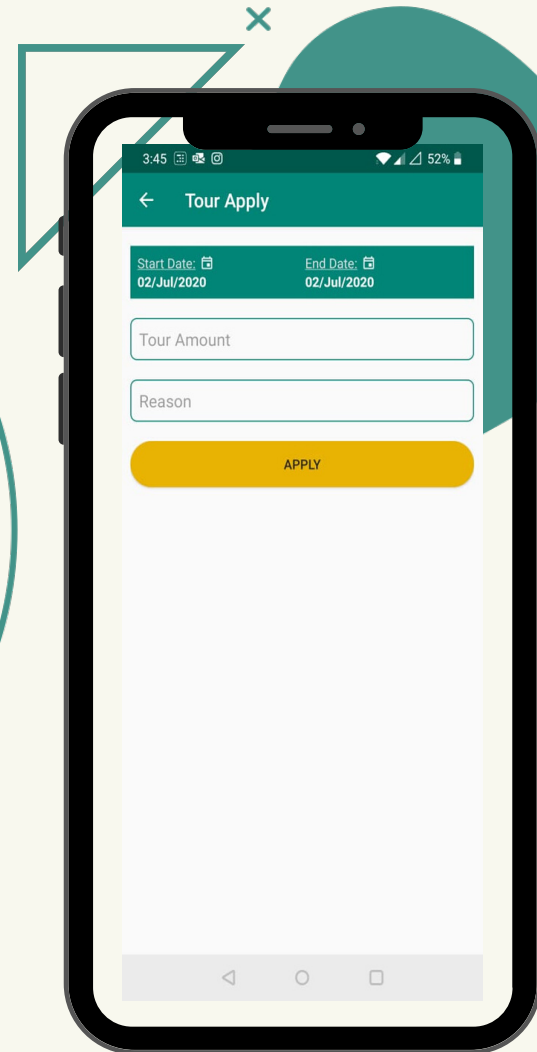 3:45 52%
Tour Apply
Start Date: End Date:
02/Jul/2020 02/Jul/2020
Tour Amount
Reason
APPLY